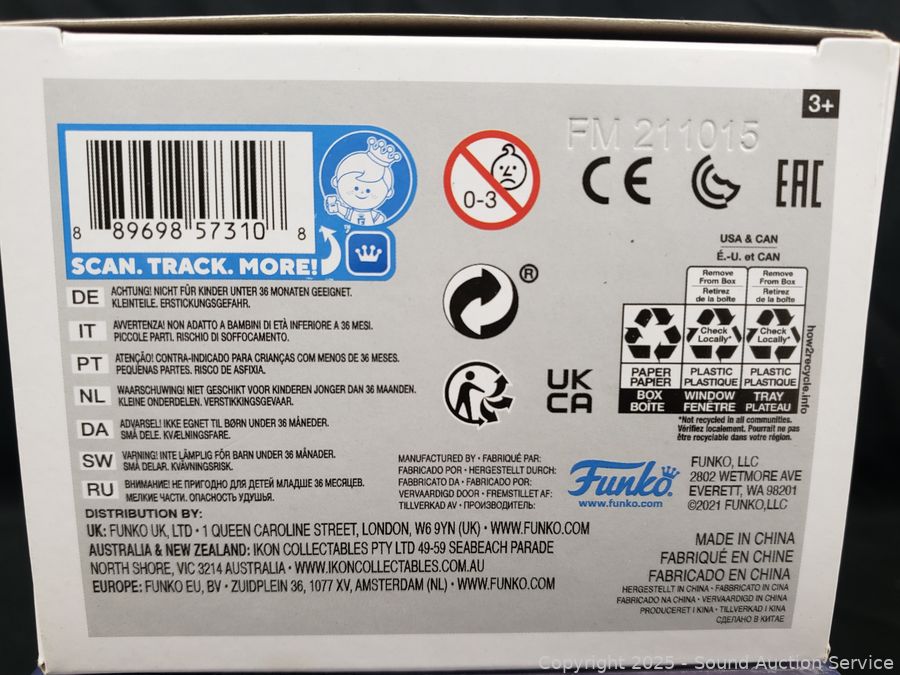 3+
FM 211015
8 89698 57310 8
SCAN. TRACK. MORE!
0-3
CE
EAC
®
UK
CA
USA & CAN
É.-U. et CAN
Remove From Box
Retirez de la boîte
Remove From Box
Retirez de la boîte
Check Locally*
Check Locally*
PAPER
PAPIER
PLASTIC
PLASTIQUE
PLASTIC
PLASTIQUE
BOX
BOÎTE
WINDOW
FENÊTRE
TRAY
PLATEAU
how2recycle.info
*Not recycled in all communities.
Vérifiez localement. Pourrait ne pas
être recyclable dans votre région.
DE ACHTUNG! NICHT FÜR KINDER UNTER 36 MONATEN GEEIGNET.
KLEINTEILE. ERSTICKUNGSGEFAHR.
IT AVVERTENZA! NON ADATTO A BAMBINI DI ETÀ INFERIORE A 36 MESI.
PICCOLE PARTI. RISCHIO DI SOFFOCAMENTO.
PT ATENÇÃO! CONTRA-INDICADO PARA CRIANÇAS COM MENOS DE 36 MESES.
PEQUENAS PARTES. RISCO DE ASFIXIA.
NL WAARSCHUWING! NIET GESCHIKT VOOR KINDEREN JONGER DAN 36 MAANDEN.
KLEINE ONDERDELEN. VERSTIKKINGSGEVAAR.
DA ADVARSEL! IKKE EGNET TIL BØRN UNDER 36 MÅNEDER.
SMÅ DELE. KVÆLNINGSFARE.
SW VARNING! INTE LÄMPLIG FÖR BARN UNDER 36 MÅNADER.
SMÅ DELAR. KVÄVNINGSRISK.
RU ВНИМАНИЕ! НЕ ПРИГОДНО ДЛЯ ДЕТЕЙ МЛАДШЕ 36 МЕСЯЦЕВ.
МЕЛКИЕ ЧАСТИ. ОПАСНОСТЬ УДУШЬЯ.
MANUFACTURED BY • FABRIQUÉ PAR:
FABRICADO POR • HERGESTELLT DURCH:
FABBRICATO DA • FABRICADO POR:
VERVAARDIGD DOOR • FREMSTILLET AF:
TILLVERKAD AV • ПРОИЗВОДИТЕЛЬ:
Funko
www.funko.com
FUNKO, LLC
2802 WETMORE AVE
EVERETT, WA 98201
©2021 FUNKO,LLC
DISTRIBUTION BY:
UK: FUNKO UK, LTD • 1 QUEEN CAROLINE STREET, LONDON, W6 9YN (UK) • WWW.FUNKO.COM
AUSTRALIA & NEW ZEALAND: IKON COLLECTABLES PTY LTD 49-59 SEABEACH PARADE
NORTH SHORE, VIC 3214 AUSTRALIA • WWW.IKONCOLLECTABLES.COM.AU
EUROPE: FUNKO EU, BV • ZUIDPLEIN 36, 1077 XV, AMSTERDAM (NL) • WWW.FUNKO.COM
MADE IN CHINA
FABRIQUÉ EN CHINE
FABRICADO EN CHINA
HERGESTELLT IN CHINA • FABBRICATO IN CINA
FABRICADO NA CHINA • VERVAARDIGD IN CHINA
PRODUCERET I KINA • TILLVERKAD I KINA
СДЕЛАНО В КИТАЕ
Copyright 2025 - Sound Auction Service